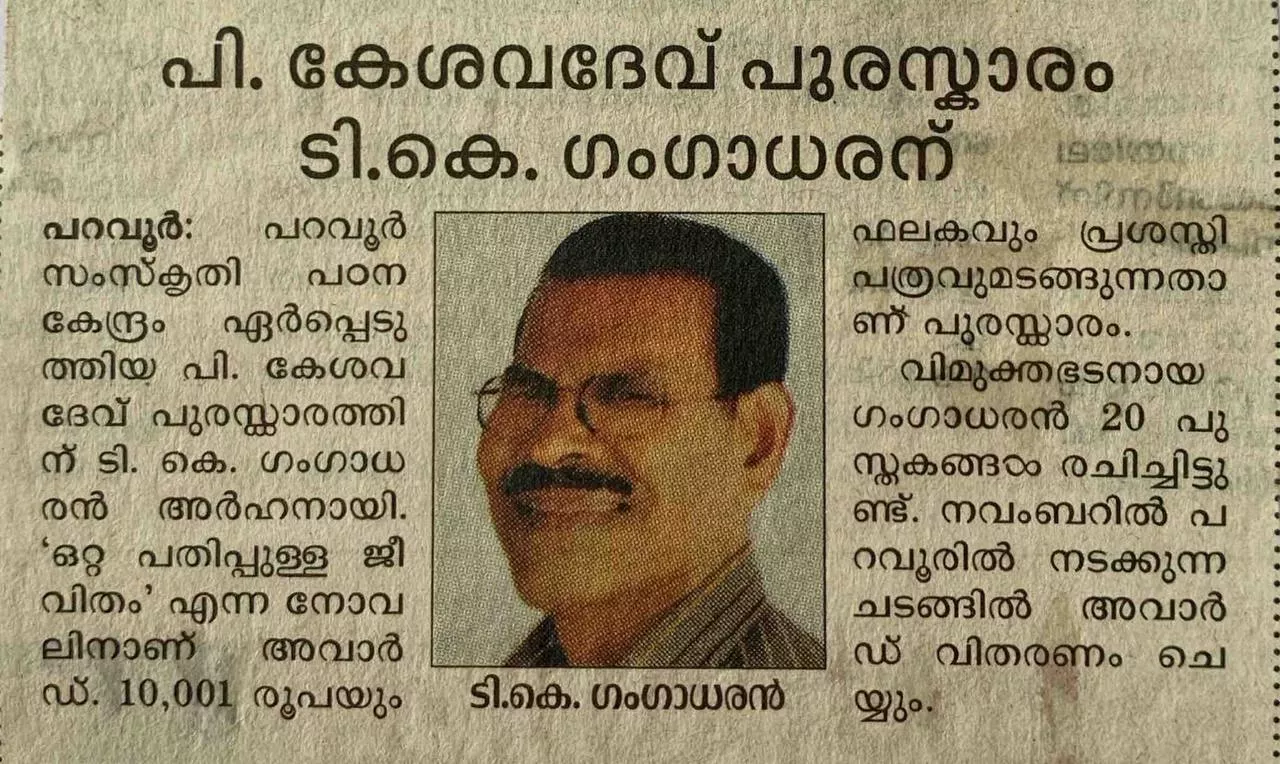 പി. കേശവദേവ് പുരസ്കാരം
ടി.കെ. ഗംഗാധരന്
പറവൂർ: പറവൂർ
സംസ്കൃതി പഠന
കേന്ദ്രം ഏർപ്പെടു
ത്തിയ പി. കേശവ
ദേവ് പുരസ്കാരത്തി
ന് ടി. കെ. ഗംഗാധ
രൻ അർഹനായി.
‘ഒറ്റ പതിപ്പുള്ള ജീ
വിതം’ എന്ന നോവ
ലിനാണ് അവാർ
ഡ്. 10,001 രൂപയും
ടി.കെ. ഗംഗാധരൻ
ഫലകവും പ്രശസ്തി
പത്രവുമടങ്ങുന്നതാ
ണ് പുരസ്കാരം.
വിമുക്തഭടനായ
ഗംഗാധരൻ 20 പു
സ്തകങ്ങൾ രചിച്ചിട്ടു
ണ്ട്. നവംബറിൽ പ
റവൂരിൽ നടക്കുന്ന
ചടങ്ങിൽ അവാർ
ഡ് വിതരണം ചെ
യ്യും.